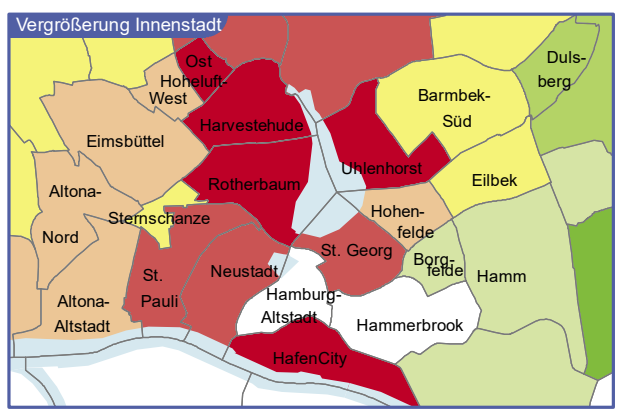 Vergrößerung Innenstadt
Ost
Hoheluft-
West
Duls-
berg
Barmbek-
Süd
Harvestehude
Eimsbüttel
Uhlenhorst
Rotherbaum
Eilbek
Altona-
Nord
Sternschanze
Hohen-
felde
St. Georg
Borg-
felde
Neustadt
St.
Pauli
Hamm
Hamburg-
Altstadt
Altona-
Altstadt
Hammerbrook
HafenCity